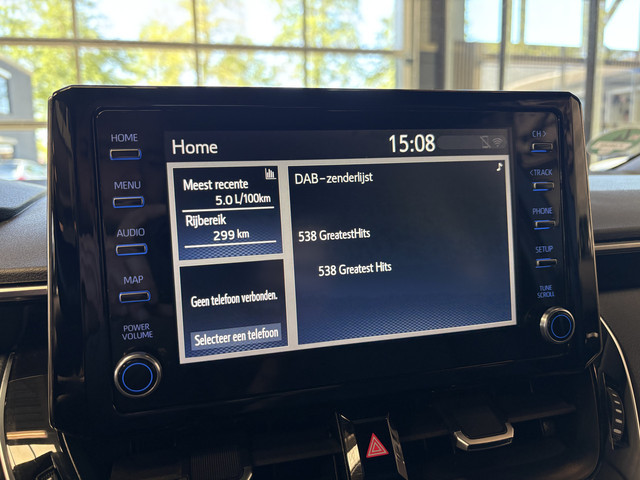 HOME
MENU
AUDIO
MAP
POWER
VOLUME
Home
15:08
Meest recente
5.0 L/100km
Rijbereik
299 km
Geen telefoon verbonden.
Selecteer een telefoon
DAB-zenderlijst
538 GreatestHits
538 Greatest Hits
CH >
< TRACK
PHONE
SETUP
TUNE
SCROLL